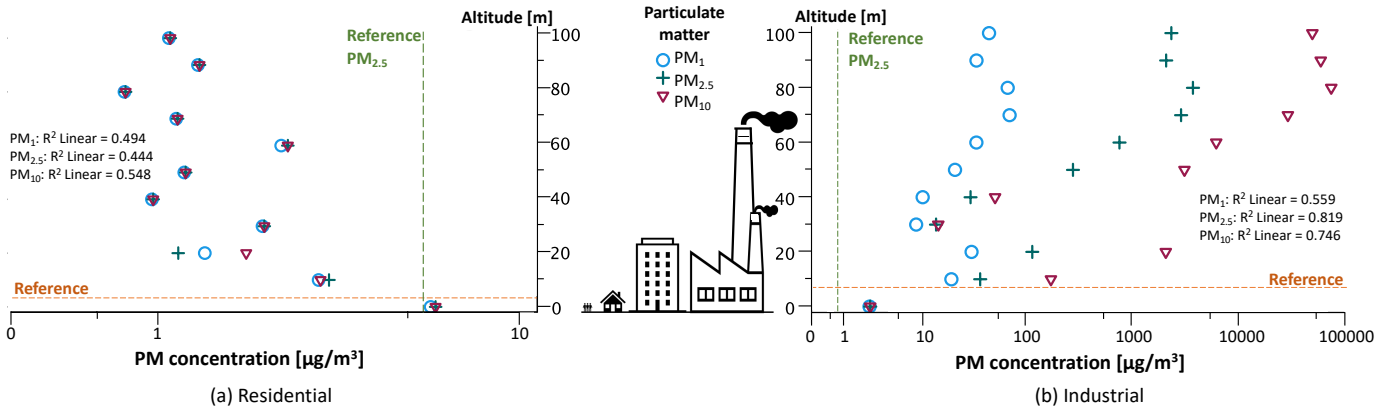 Altitude [m]
100
80
60
40
20
0
Reference
PM2.5
PM1: R2 Linear = 0.494
PM2.5: R2 Linear = 0.444
PM10: R2 Linear = 0.548
Reference
0
1
10
PM concentration [µg/m3]
(a) Residential
Particulate
matter
PM1
PM2.5
PM10
Altitude [m]
100
80
60
40
20
0
Reference
PM2.5
PM1: R2 Linear = 0.559
PM2.5: R2 Linear = 0.819
PM10: R2 Linear = 0.746
Reference
0
1
10
100
1000
10000
100000
PM concentration [µg/m3]
(b) Industrial